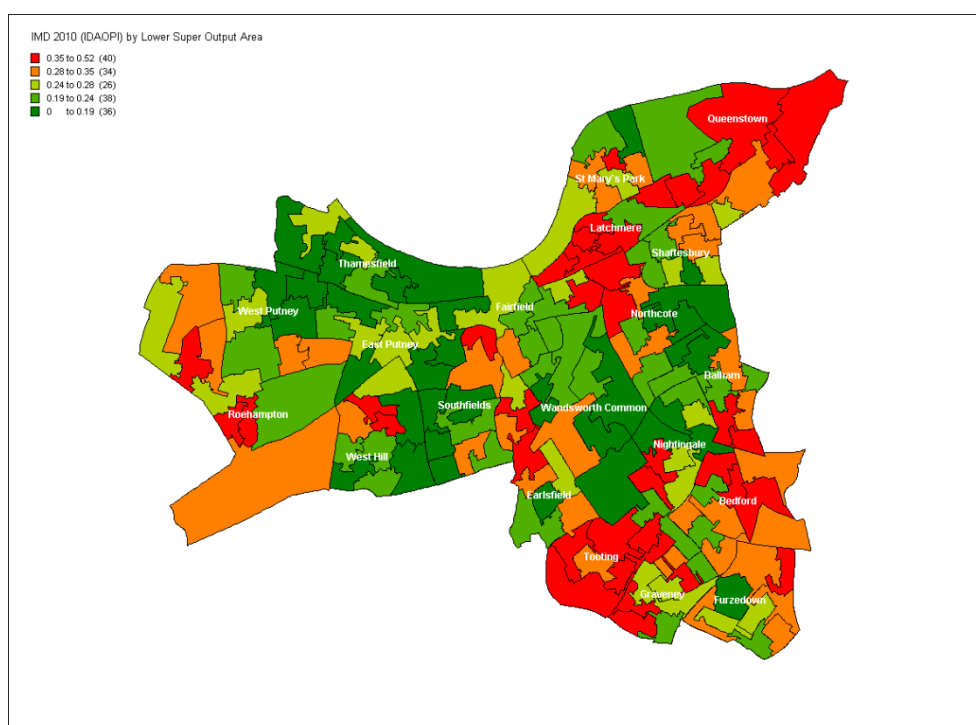 IMD 2010 (IDAOPI) by Lower Super Output Area
0.35 to 0.52 (40)
0.28 to 0.35 (34)
0.24 to 0.28 (26)
0.19 to 0.24 (38)
0 to 0.19 (36)
Queenstown
St Mary's Park
Latchmere
Shaftesbury
Thamesfield
Fairfield
West Putney
Northcote
East Putney
Balham
Roehampton
Southfields
Wandsworth Common
West Hill
Nightingale
Earlsfield
Bedford
Tooting
Graveney
Furzedown